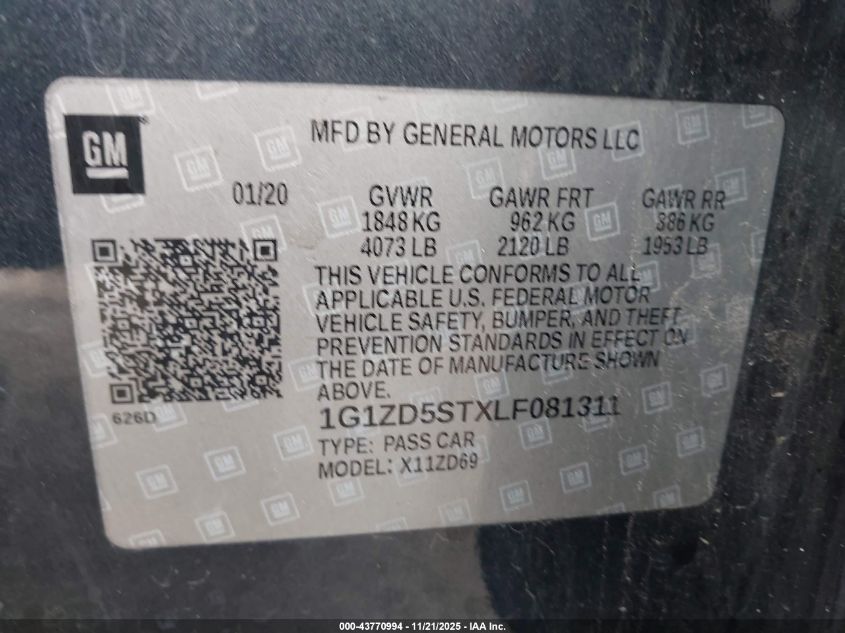 GM
MFD BY GENERAL MOTORS LLC
01/20 GVWR GAWR FRT GAWR RR
1848 KG 962 KG 886 KG
4073 LB 2120 LB 1953 LB
THIS VEHICLE CONFORMS TO ALL
APPLICABLE U.S. FEDERAL MOTOR
VEHICLE SAFETY, BUMPER, AND THEFT
PREVENTION STANDARDS IN EFFECT ON
THE DATE OF MANUFACTURE SHOWN
ABOVE.
626D
1G1ZD5STXLF081311
TYPE: PASS CAR
MODEL: X11ZD69
000-43770994 - 11/21/2025 - IAA Inc.